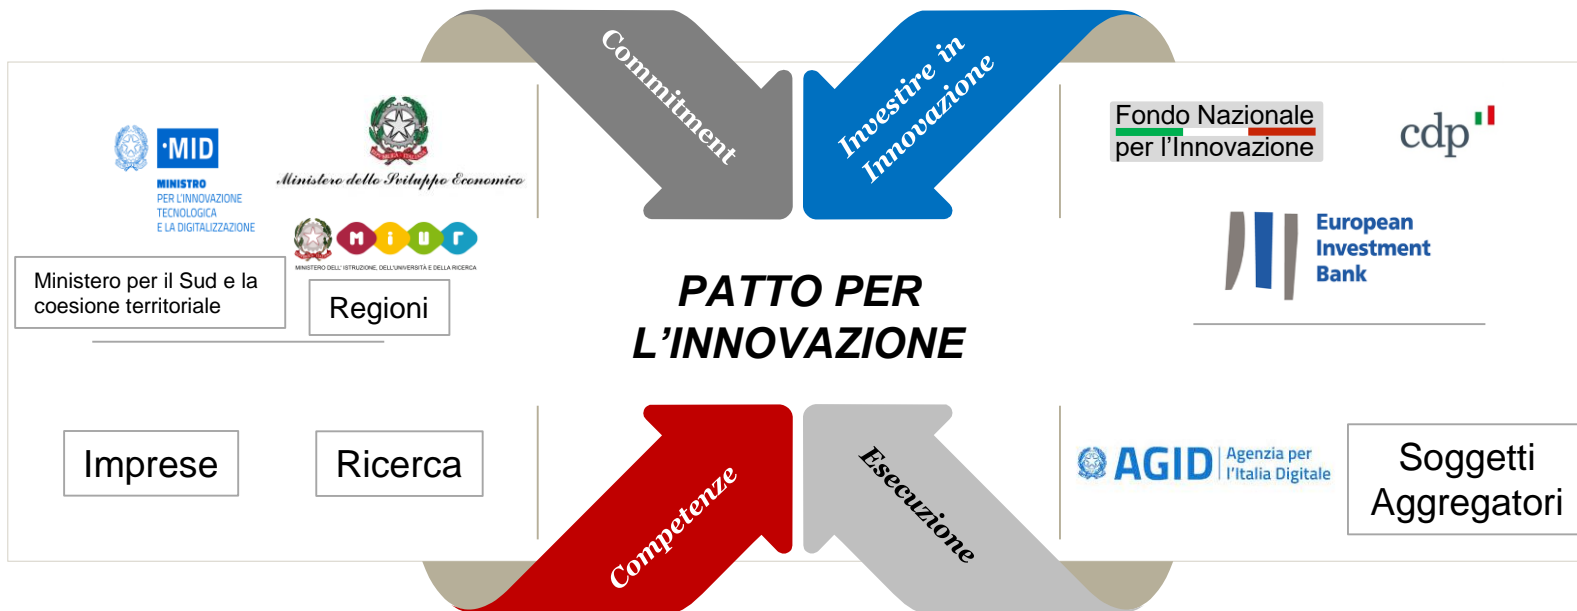 Commitment
Investire in
Innovazione
·MID
MINISTRO
PER L'INNOVAZIONE
TECNOLOGICA
E LA DIGITALIZZAZIONE
Ministero dello Sviluppo Economico
MiUr
MINISTERO DELL' ISTRUZIONE, DELL'UNIVERSITÀ E DELLA RICERCA
Ministero per il Sud e la
coesione territoriale
Regioni
Fondo Nazionale
per l'Innovazione
cdp
European
Investment
Bank
PATTO PER
L'INNOVAZIONE
Imprese
Ricerca
Competenze
Esecuzione
AGID
Agenzia per
l'Italia Digitale
Soggetti
Aggregatori